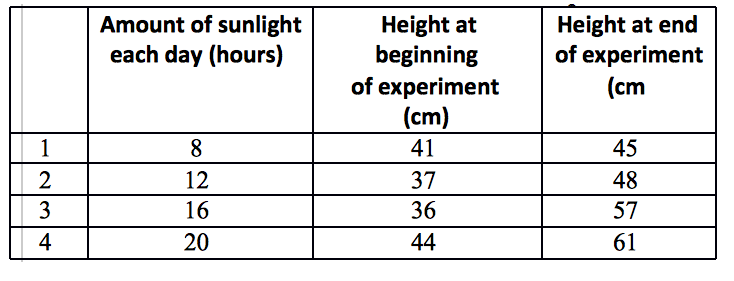 Amount of sunlight each day (hours) Height at beginning of experiment (cm) Height at end of experiment (cm
1 8 41 45
2 12 37 48
3 16 36 57
4 20 44 61